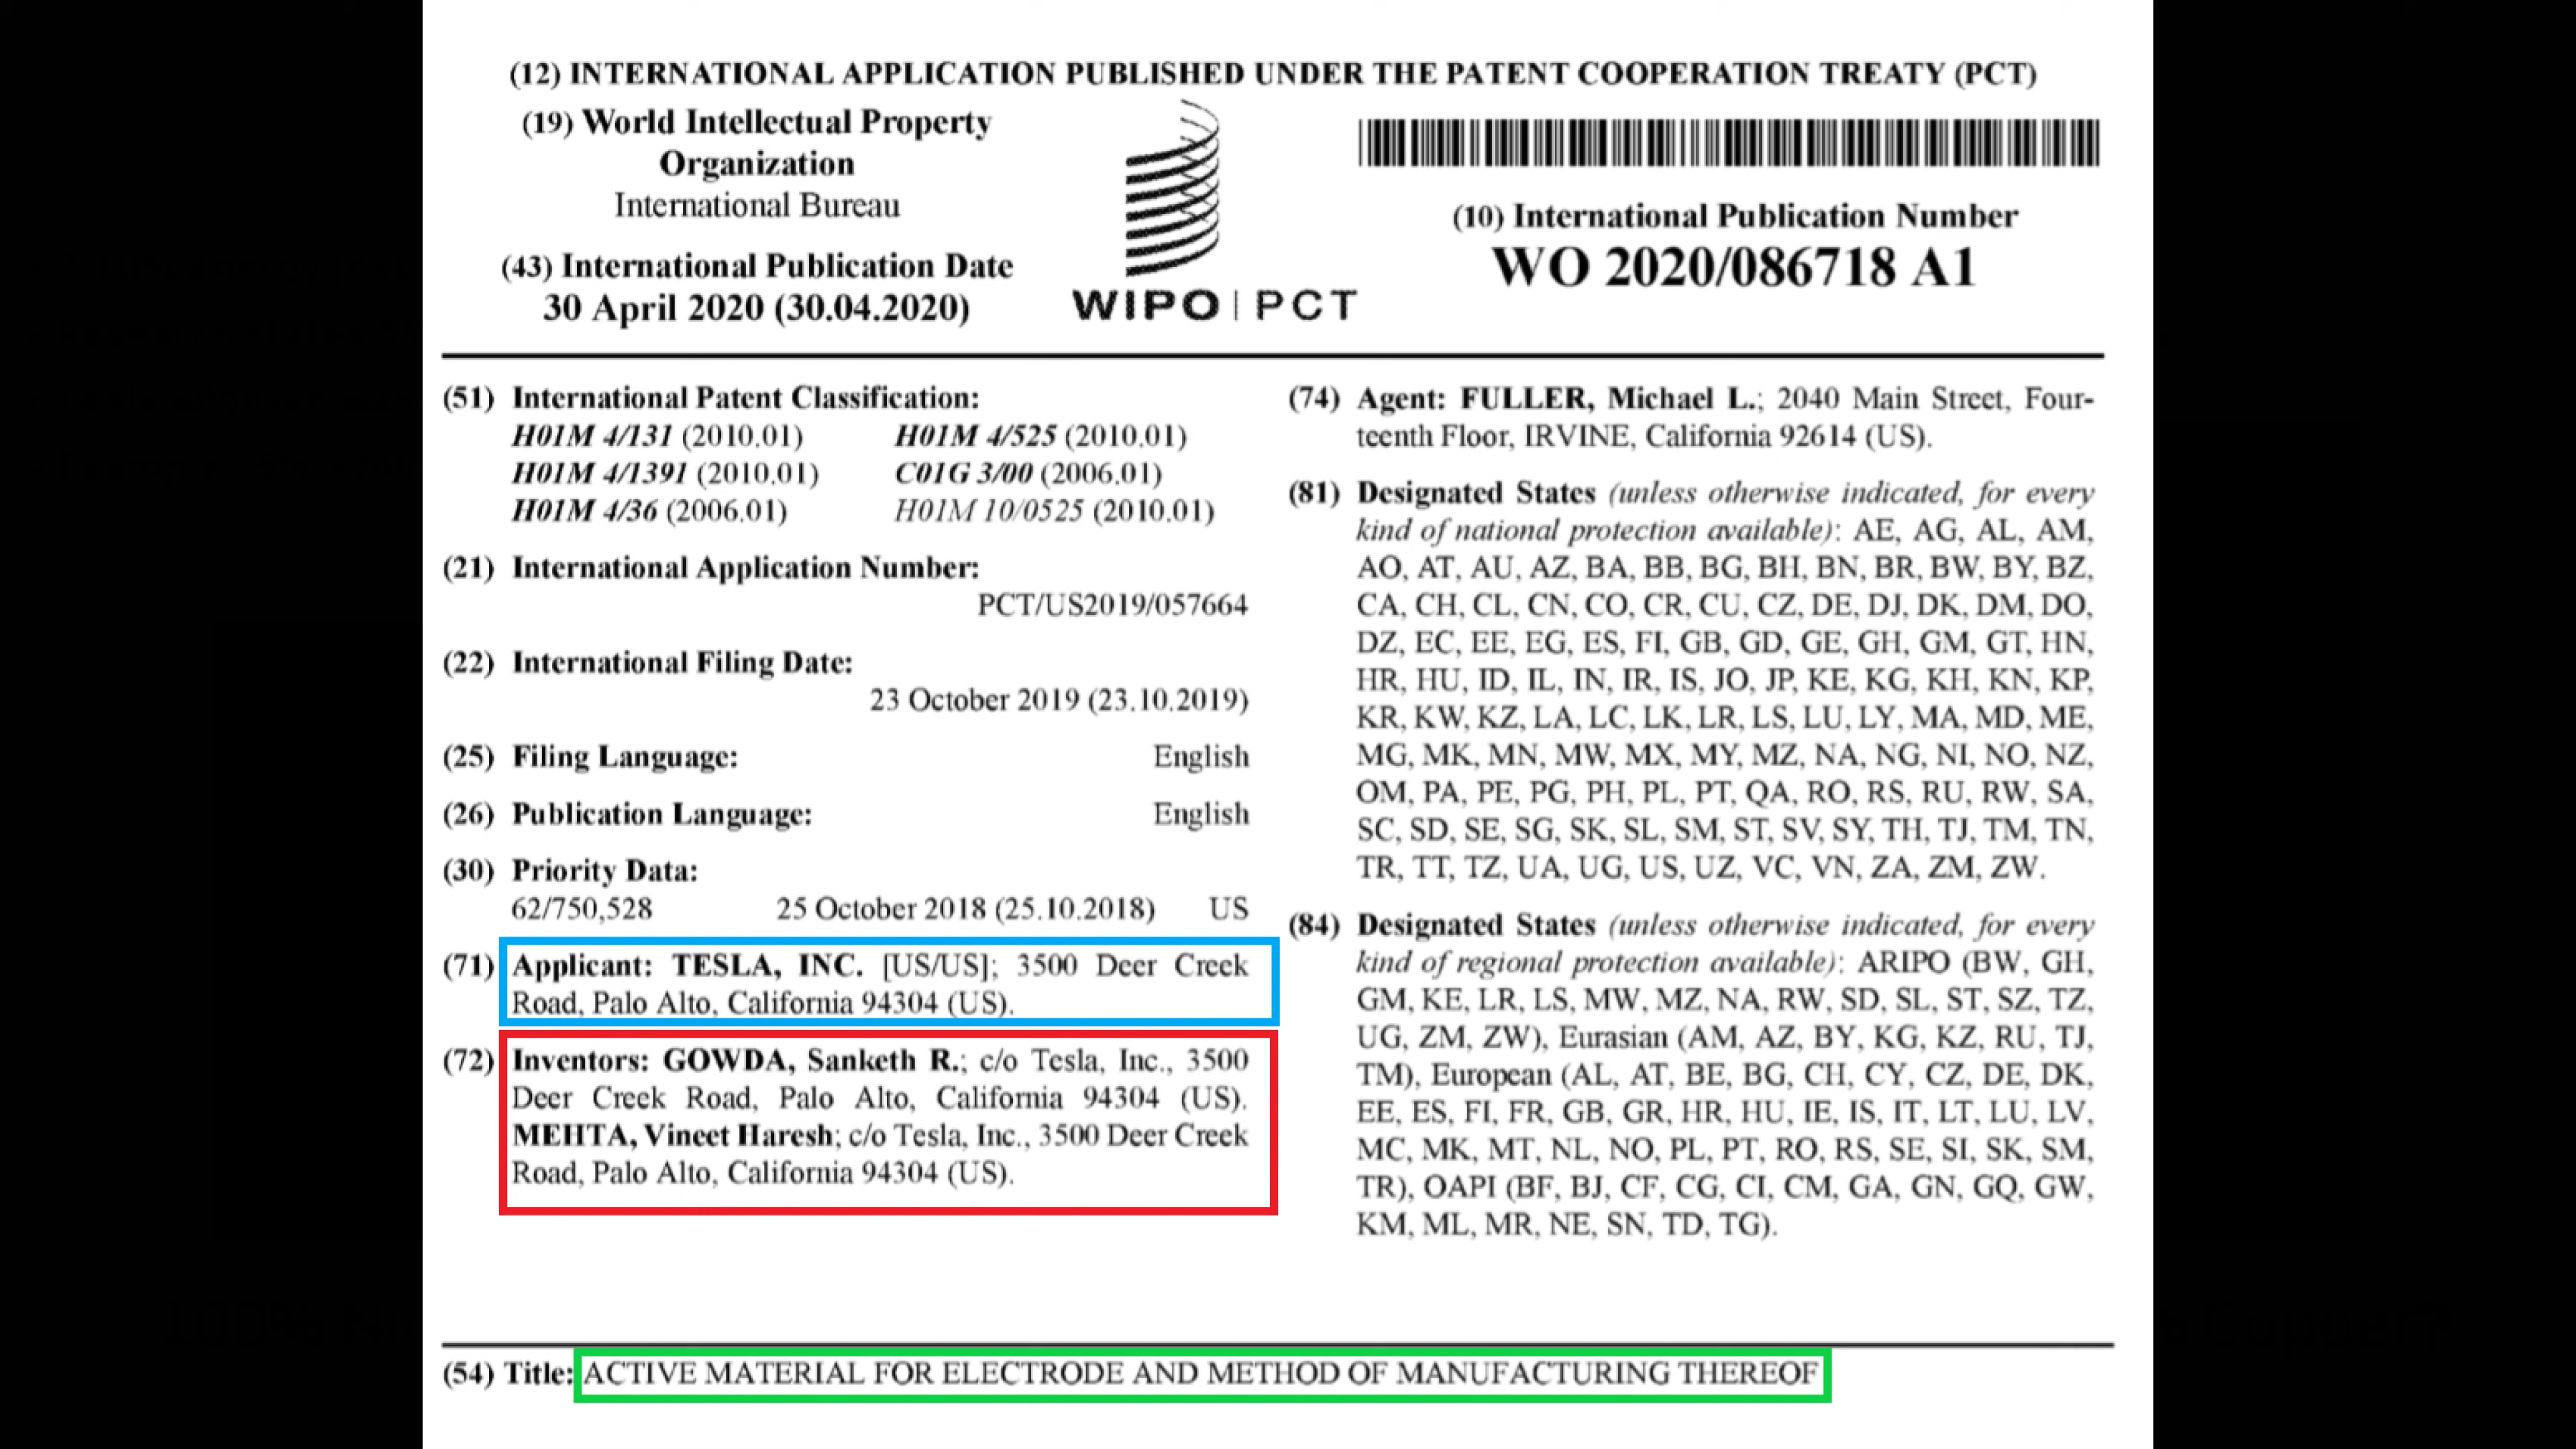 (12) INTERNATIONAL APPLICATION PUBLISHED UNDER THE PATENT COOPERATION TREATY (PCT)
(19) World Intellectual Property
Organization
International Bureau
(43) International Publication Date
30 April 2020 (30.04.2020)
WIPO | PCT
(10) International Publication Number
WO 2020/086718 A1
(51) International Patent Classification:
H01M 4/131 (2010.01) H01M 4/525 (2010.01)
H01M 4/1391 (2010.01) C01G 3/00 (2006.01)
H01M 4/36 (2006.01) H01M 10/0525 (2010.01)
(21) International Application Number:
PCT/US2019/057664
(22) International Filing Date:
23 October 2019 (23.10.2019)
(25) Filing Language: English
(26) Publication Language: English
(30) Priority Data:
62/750,528 25 October 2018 (25.10.2018) US
(71) Applicant: TESLA, INC. [US/US]; 3500 Deer Creek
Road, Palo Alto, California 94304 (US).
(72) Inventors: GOWDA, Sanketh R.; c/o Tesla, Inc., 3500
Deer Creek Road, Palo Alto, California 94304 (US).
MEHTA, Vineet Haresh; c/o Tesla, Inc., 3500 Deer Creek
Road, Palo Alto, California 94304 (US).
(74) Agent: FULLER, Michael L.; 2040 Main Street, Four-
teenth Floor, IRVINE, California 92614 (US).
(81) Designated States (unless otherwise indicated, for every
kind of national protection available): AE, AG, AL, AM,
AO, AT, AU, AZ, BA, BB, BG, BH, BN, BR, BW, BY, BZ,
CA, CH, CL, CN, CO, CR, CU, CZ, DE, DJ, DK, DM, DO,
DZ, EC, EE, EG, ES, FI, GB, GD, GE, GH, GM, GT, HN,
HR, HU, ID, IL, IN, IR, IS, JO, JP, KE, KG, KH, KN, KP,
KR, KW, KZ, LA, LC, LK, LR, LS, LU, LY, MA, MD, ME,
MG, MK, MN, MW, MX, MY, MZ, NA, NG, NI, NO, NZ,
OM, PA, PE, PG, PH, PL, PT, QA, RO, RS, RU, RW, SA,
SC, SD, SE, SG, SK, SL, SM, ST, SV, SY, TH, TJ, TM, TN,
TR, TT, TZ, UA, UG, US, UZ, VC, VN, ZA, ZM, ZW.
(84) Designated States (unless otherwise indicated, for every
kind of regional protection available): ARIPO (BW, GH,
GM, KE, LR, LS, MW, MZ, NA, RW, SD, SL, ST, SZ, TZ,
UG, ZM, ZW), Eurasian (AM, AZ, BY, KG, KZ, RU, TJ,
TM), European (AL, AT, BE, BG, CH, CY, CZ, DE, DK,
EE, ES, FI, FR, GB, GR, HR, HU, IE, IS, IT, LT, LU, LV,
MC, MK, MT, NL, NO, PL, PT, RO, RS, SE, SI, SK, SM,
TR), OAPI (BF, BJ, CF, CG, CI, CM, GA, GN, GQ, GW,
KM, ML, MR, NE, SN, TD, TG).
(54) Title: ACTIVE MATERIAL FOR ELECTRODE AND METHOD OF MANUFACTURING THEREOF